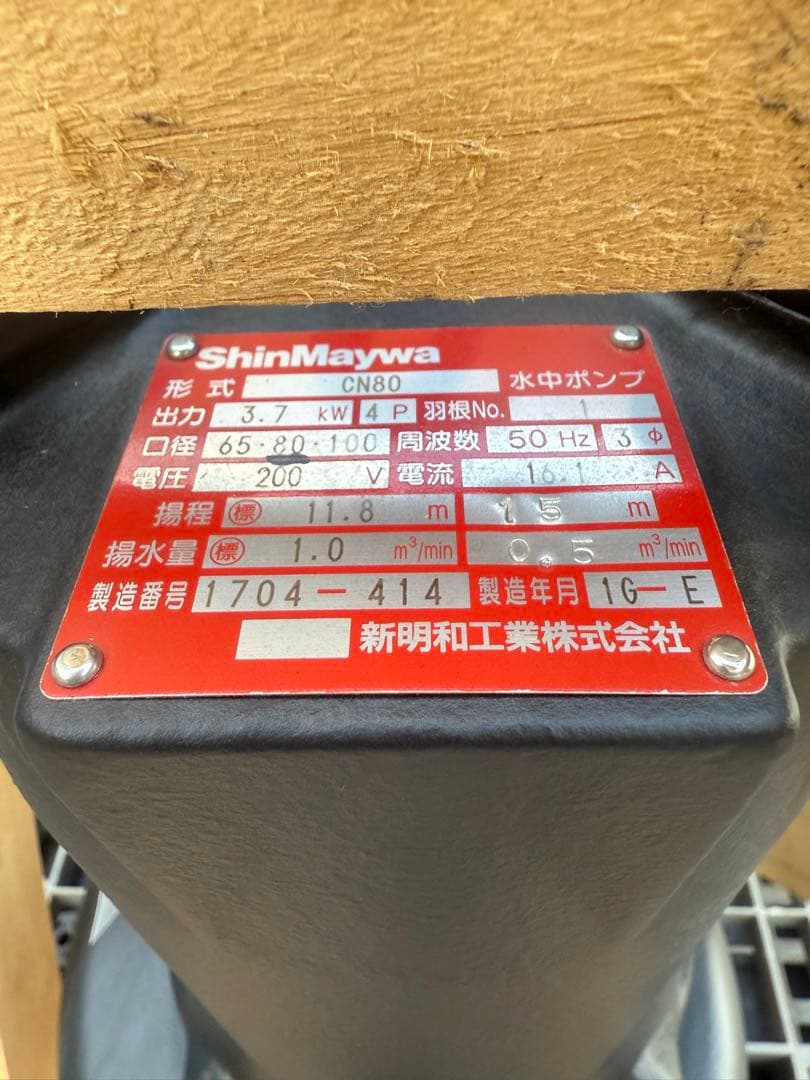 ShinMaywa
形式 CN80 水中ポンプ
出力 3.7 kW 4P 羽根No. 1
口径 65・80・100 周波数 50 Hz 3φ
電圧 200 V 電流 16.1 A
揚程 標 11.8 m 15 m
揚水量 標 1.0 m³/min 0.5 m³/min
製造番号 1704-414 製造年月 1G-E
新明和工業株式会社